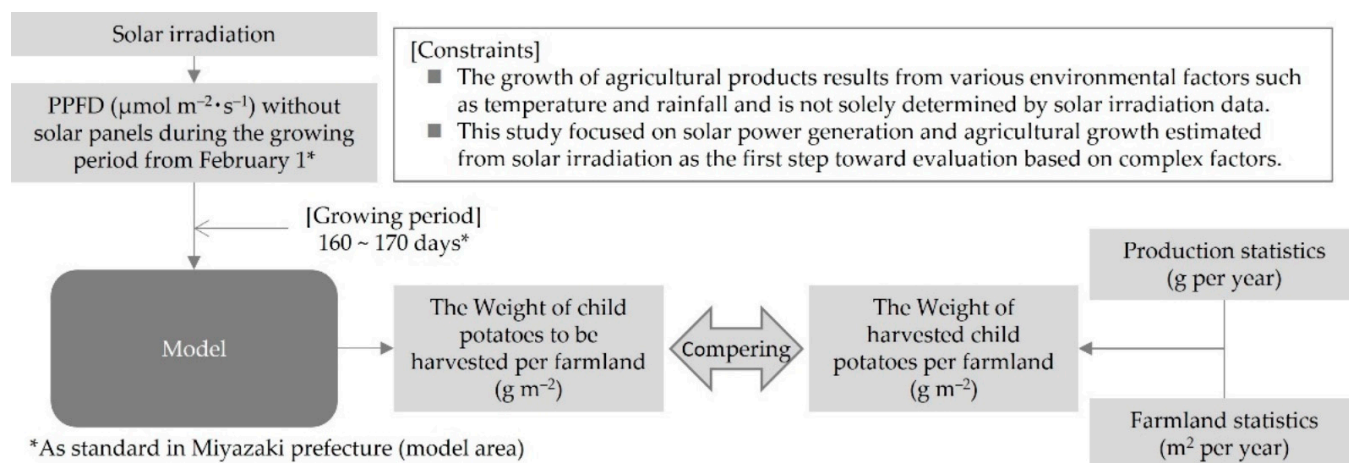 Solar irradiation
PPFD (µmol m⁻²·s⁻¹) without
solar panels during the growing
period from February 1*
[Constraints]
■ The growth of agricultural products results from various environmental factors such
as temperature and rainfall and is not solely determined by solar irradiation data.
■ This study focused on solar power generation and agricultural growth estimated
from solar irradiation as the first step toward evaluation based on complex factors.
[Growing period]
160 ~ 170 days*
Model
The Weight of child
potatoes to be
harvested per farmland
(g m⁻²)
Compering
The Weight of
harvested child
potatoes per farmland
(g m⁻²)
Production statistics
(g per year)
Farmland statistics
(m² per year)
*As standard in Miyazaki prefecture (model area)